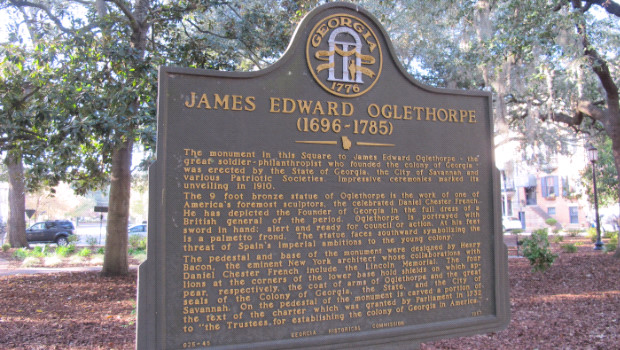 GEORGIA
1776
JAMES EDWARD OGLETHORPE
(1696-1785)
The monument in this Square to James Edward Oglethorpe - the
great soldier-philanthropist who founded the colony of Georgia -
was erected by the State of Georgia, the City of Savannah and
various Patriotic Societies. Impressive ceremonies marked its
unveiling in 1910.
The 9 foot bronze statue of Oglethorpe is the work of one of
America's foremost sculptors, the celebrated Daniel Chester French.
He has depicted the Founder of Georgia in the full dress of a
British general of the period. Oglethorpe is portrayed with
sword in hand; alert and ready for council or action. At his feet
is a palmetto frond. The statue faces southward symbolizing the
threat of Spain's imperial ambitions to the young colony.
The pedestal and base of the monument were designed by Henry
Bacon, the eminent New York architect whose collaborations with
Daniel Chester French include the Lincoln Memorial. The four
lions at the corners of the lower base hold shields on which ap-
pear, respectively, the coat of arms of Oglethorpe and the great
seals of the Colony of Georgia, the State, and the City of
Savannah. On the pedestal of the monument is carved a portion of
the text of the charter which was granted by Parliament in 1732
to "the Trustees for establishing the colony of Georgia in America."
025-45 GEORGIA HISTORICAL COMMISSION